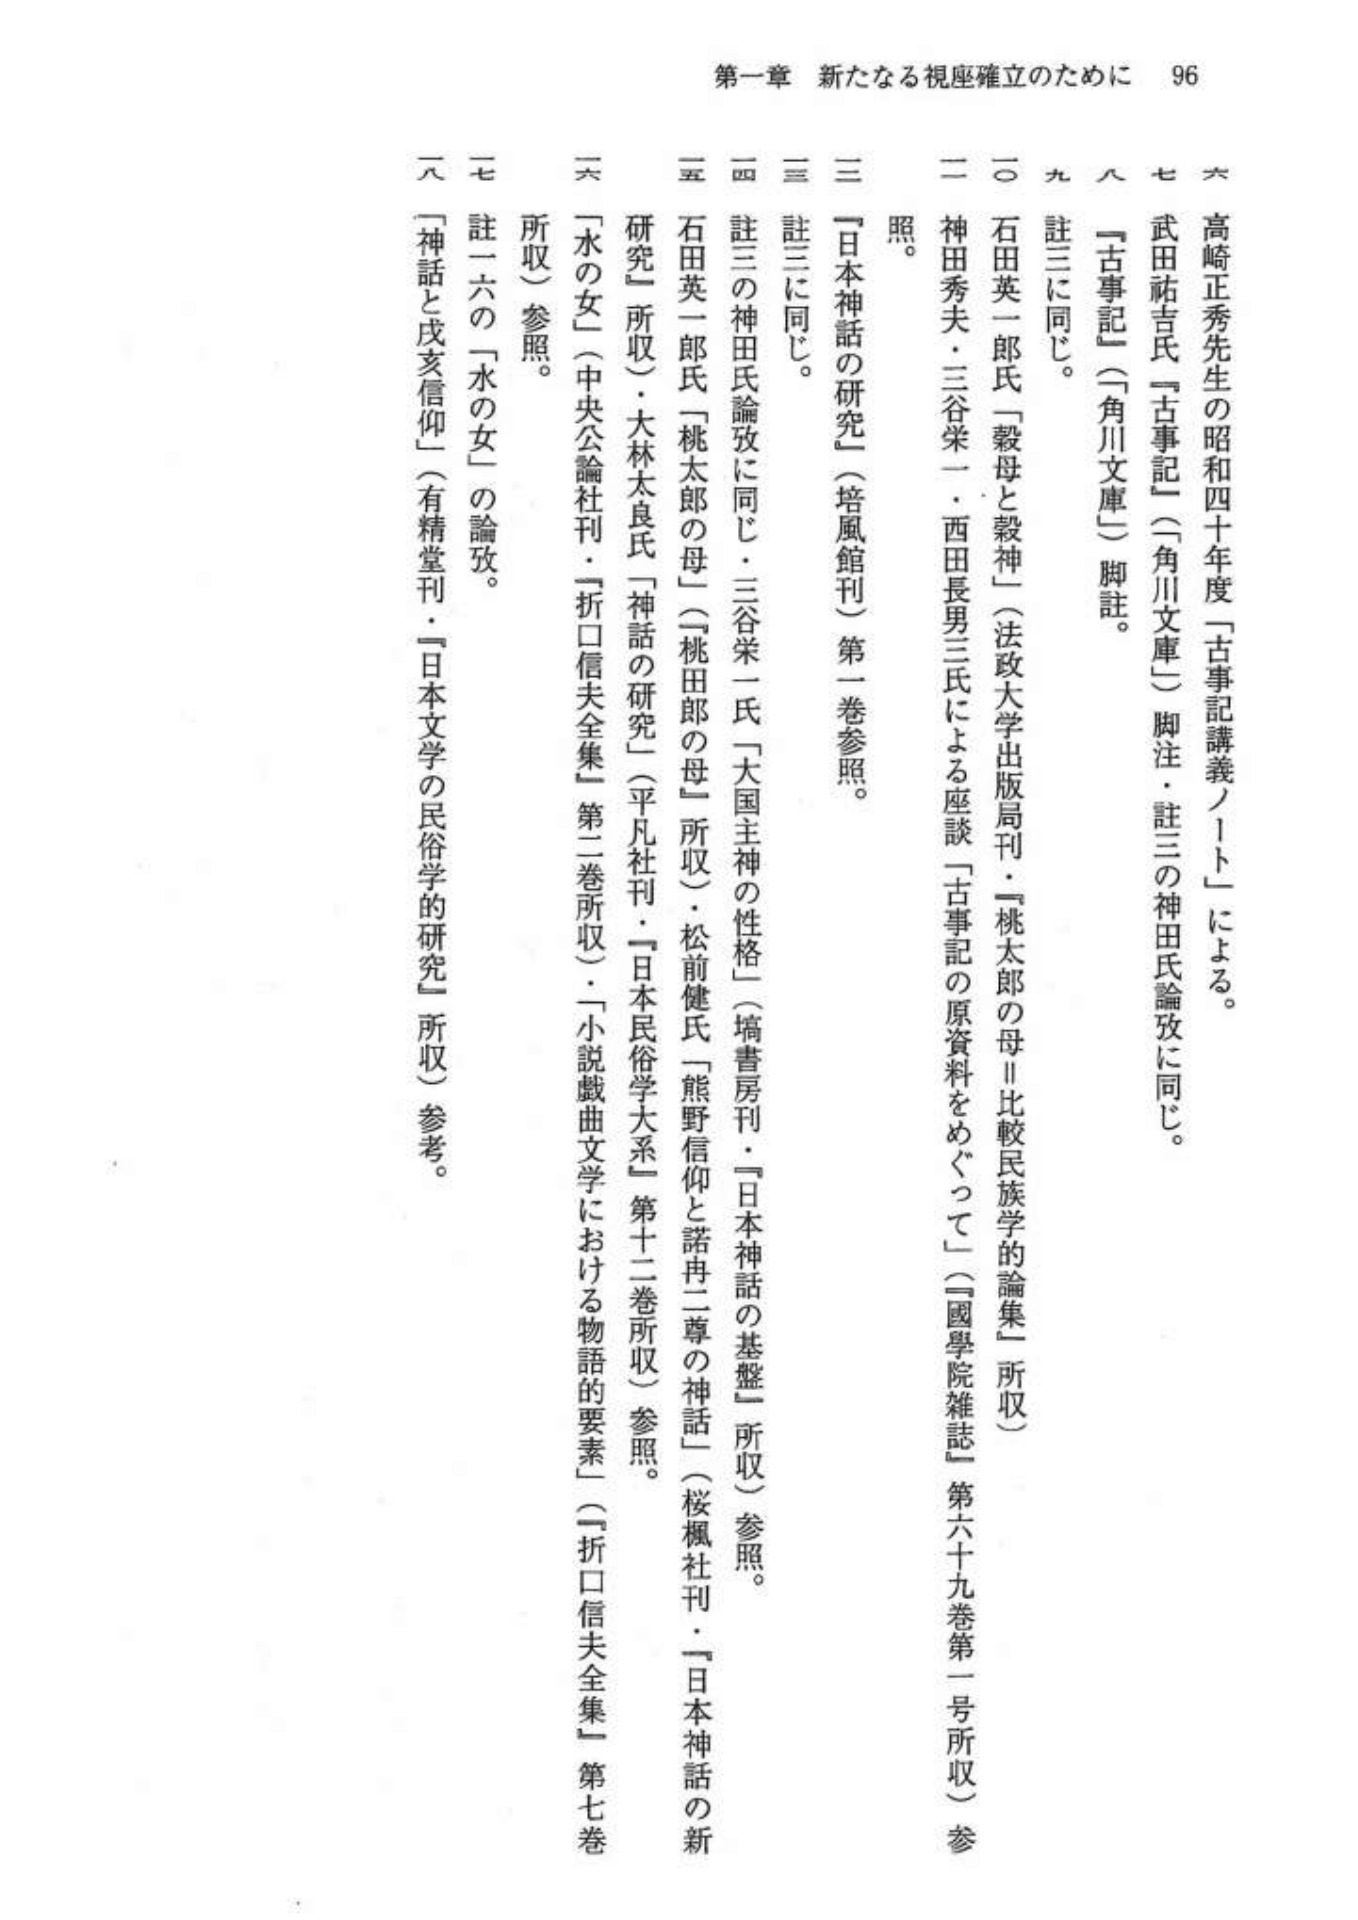 第一章　新たなる視座確立のために　96
六　高崎正秀先生の昭和四十年度「古事記講義ノート」による。
七　武田祐吉氏『古事記』（「角川文庫」）脚注・註三の神田氏論攷に同じ。
八　『古事記』（「角川文庫」）脚註。
九　註三に同じ。
一〇　石田英一郎氏「穀母と穀神」（法政大学出版局刊・『桃太郎の母＝比較民族学的論集』所収）
一一　神田秀夫・三谷栄一・西田長男三氏による座談「古事記の原資料をめぐって」（『國學院雑誌』第六十九巻第一号所収）参
照。
一二　『日本神話の研究』（培風館刊）第一巻参照。
一三　註三に同じ。
一四　註三の神田氏論攷に同じ・三谷栄一氏「大国主神の性格」（塙書房刊・『日本神話の基盤』所収）参照。
一五　石田英一郎氏「桃太郎の母」（『桃田郎の母』所収）・松前健氏「熊野信仰と諾冉二尊の神話」（桜楓社刊・『日本神話の新
研究』所収）・大林太良氏「神話の研究」（平凡社刊・『日本民俗学大系』第十二巻所収）参照。
一六　「水の女」（中央公論社刊・『折口信夫全集』第二巻所収）・「小説戯曲文学における物語的要素」（『折口信夫全集』第七巻
所収）参照。
一七　註一六の「水の女」の論攷。
一八　「神話と戌亥信仰」（有精堂刊・『日本文学の民俗学的研究』所収）参考。